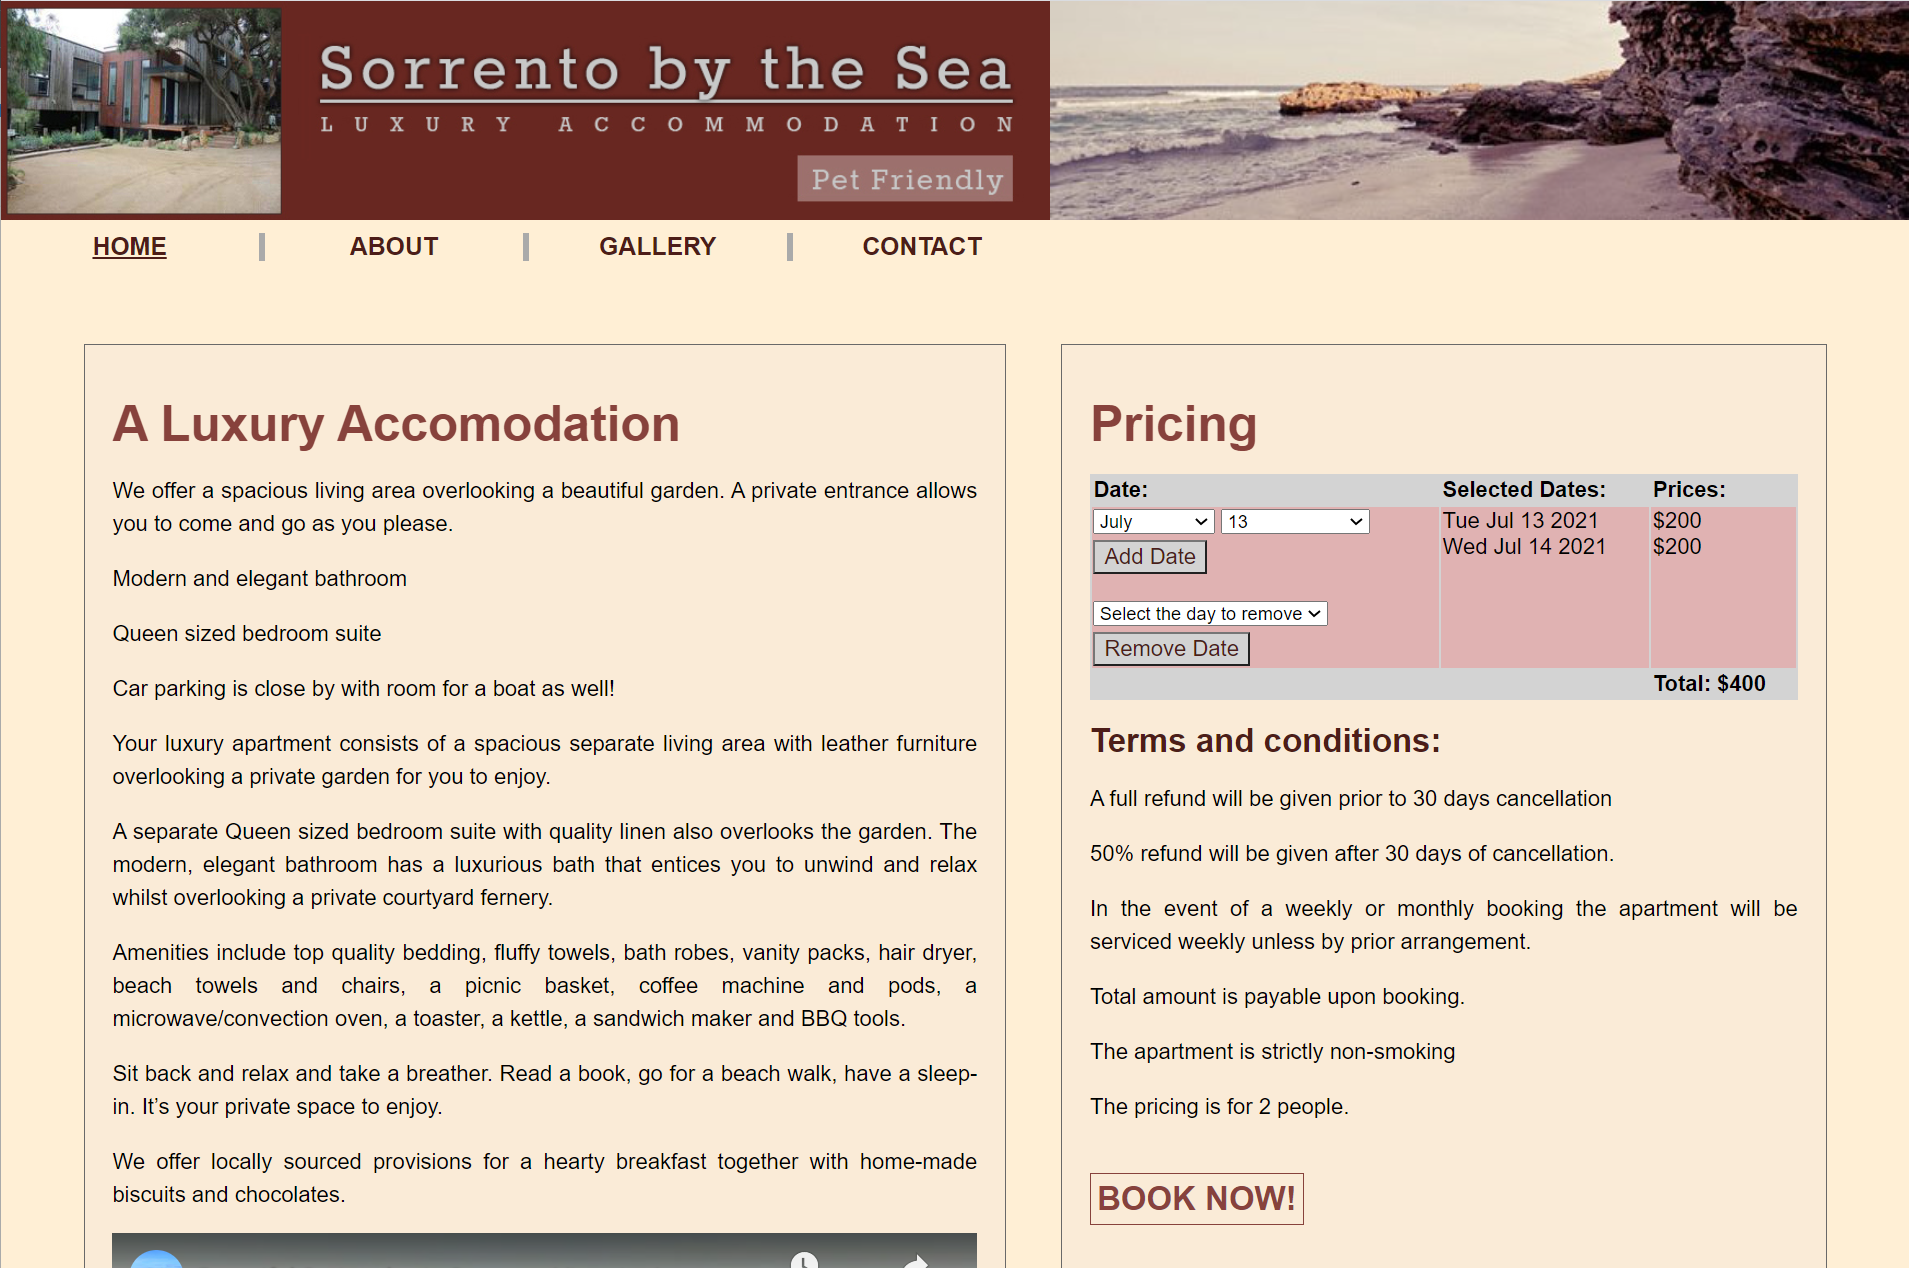 Sorrento by the Sea
LUXURY ACCOMMODATION
Pet Friendly
HOME
ABOUT
GALLERY
CONTACT
A Luxury Accomodation
We offer a spacious living area overlooking a beautiful garden. A private entrance allows
you to come and go as you please.
Modern and elegant bathroom
Queen sized bedroom suite
Car parking is close by with room for a boat as well!
Your luxury apartment consists of a spacious separate living area with leather furniture
overlooking a private garden for you to enjoy.
A separate Queen sized bedroom suite with quality linen also overlooks the garden. The
modern, elegant bathroom has a luxurious bath that entices you to unwind and relax
whilst overlooking a private courtyard fernery.
Amenities include top quality bedding, fluffy towels, bath robes, vanity packs, hair dryer,
beach towels and chairs, a picnic basket, coffee machine and pods, a
microwave/convection oven, a toaster, a kettle, a sandwich maker and BBQ tools.
Sit back and relax and take a breather. Read a book, go for a beach walk, have a sleep-
in. It’s your private space to enjoy.
We offer locally sourced provisions for a hearty breakfast together with home-made
biscuits and chocolates.
Pricing
Date: Selected Dates: Prices:
July 13 Tue Jul 13 2021 $200
Wed Jul 14 2021 $200
Add Date
Select the day to remove
Remove Date
Total: $400
Terms and conditions:
A full refund will be given prior to 30 days cancellation
50% refund will be given after 30 days of cancellation.
In the event of a weekly or monthly booking the apartment will be
serviced weekly unless by prior arrangement.
Total amount is payable upon booking.
The apartment is strictly non-smoking
The pricing is for 2 people.
BOOK NOW!